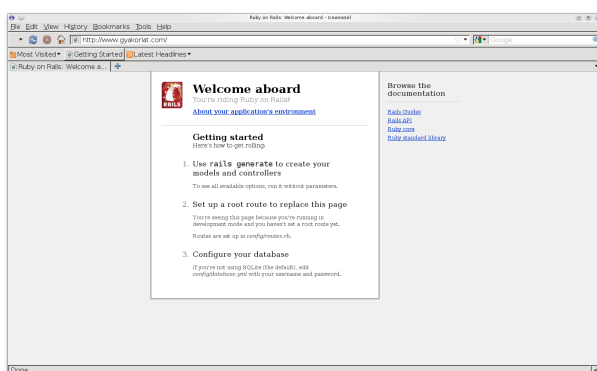 Ruby on Rails: Welcome aboard - Iceweasel
File Edit View History Bookmarks Tools Help
http://www.gyakorlat.com/
Google
Most Visited Getting Started Latest Headlines
Ruby on Rails: Welcome a...
RAILS
Welcome aboard
You're riding Ruby on Rails!
About your application's environment
Getting started
Here's how to get rolling:
1. Use rails generate to create your
models and controllers
To see all available options, run it without parameters.
2. Set up a root route to replace this page
You're seeing this page because you're running in
development mode and you haven't set a root route yet.
Routes are set up in config/routes.rb.
3. Configure your database
If you're not using SQLite (the default), edit
config/database.yml with your username and password.
Browse the
documentation
Rails Guides
Rails API
Ruby core
Ruby standard library
Done